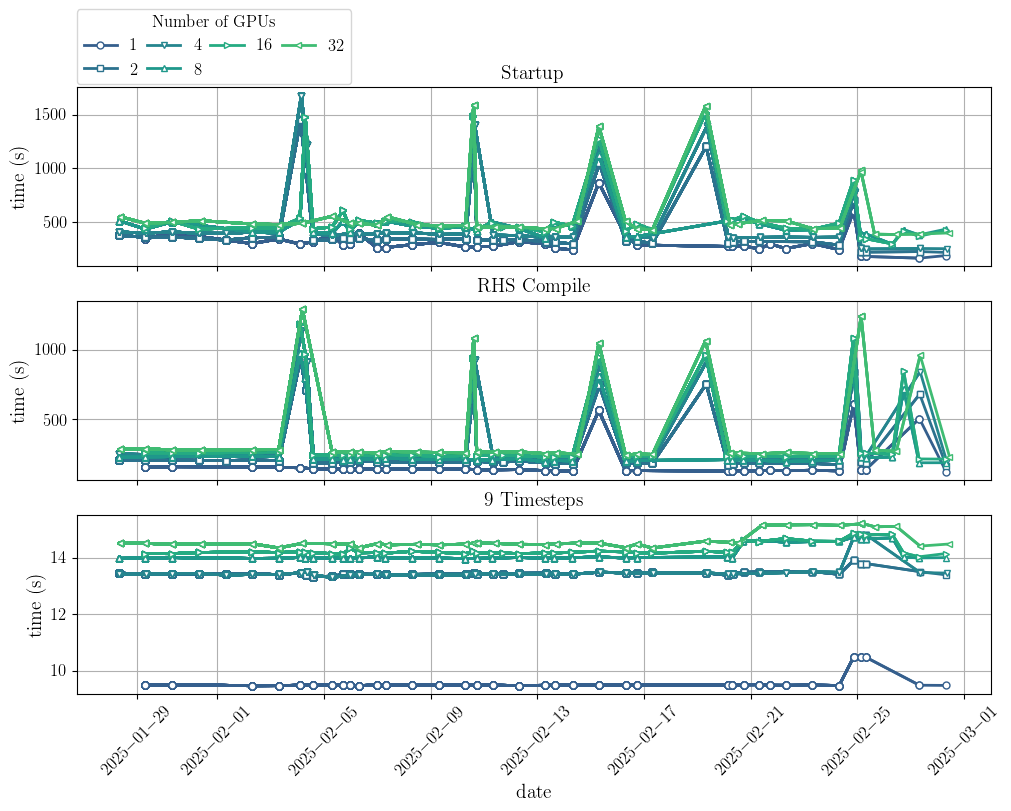 Number of GPUs
1 4 16 32
2 8
Startup
1500
1000
500
time (s)
RHS Compile
1000
500
time (s)
9 Timesteps
14
12
10
time (s)
2025−01−29
2025−02−01
2025−02−05
2025−02−09
2025−02−13
2025−02−17
2025−02−21
2025−02−25
2025−03−01
date